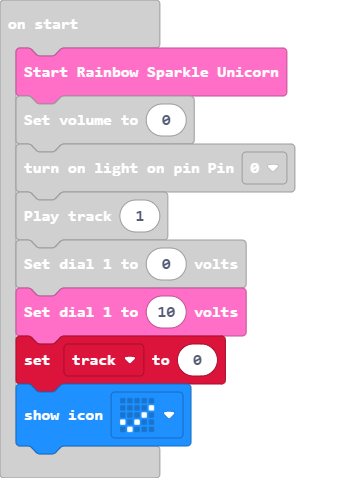 on start
Start Rainbow Sparkle Unicorn
Set volume to 0
turn on light on pin Pin 0
Play track 1
Set dial 1 to 0 volts
Set dial 1 to 10 volts
set track to 0
show icon